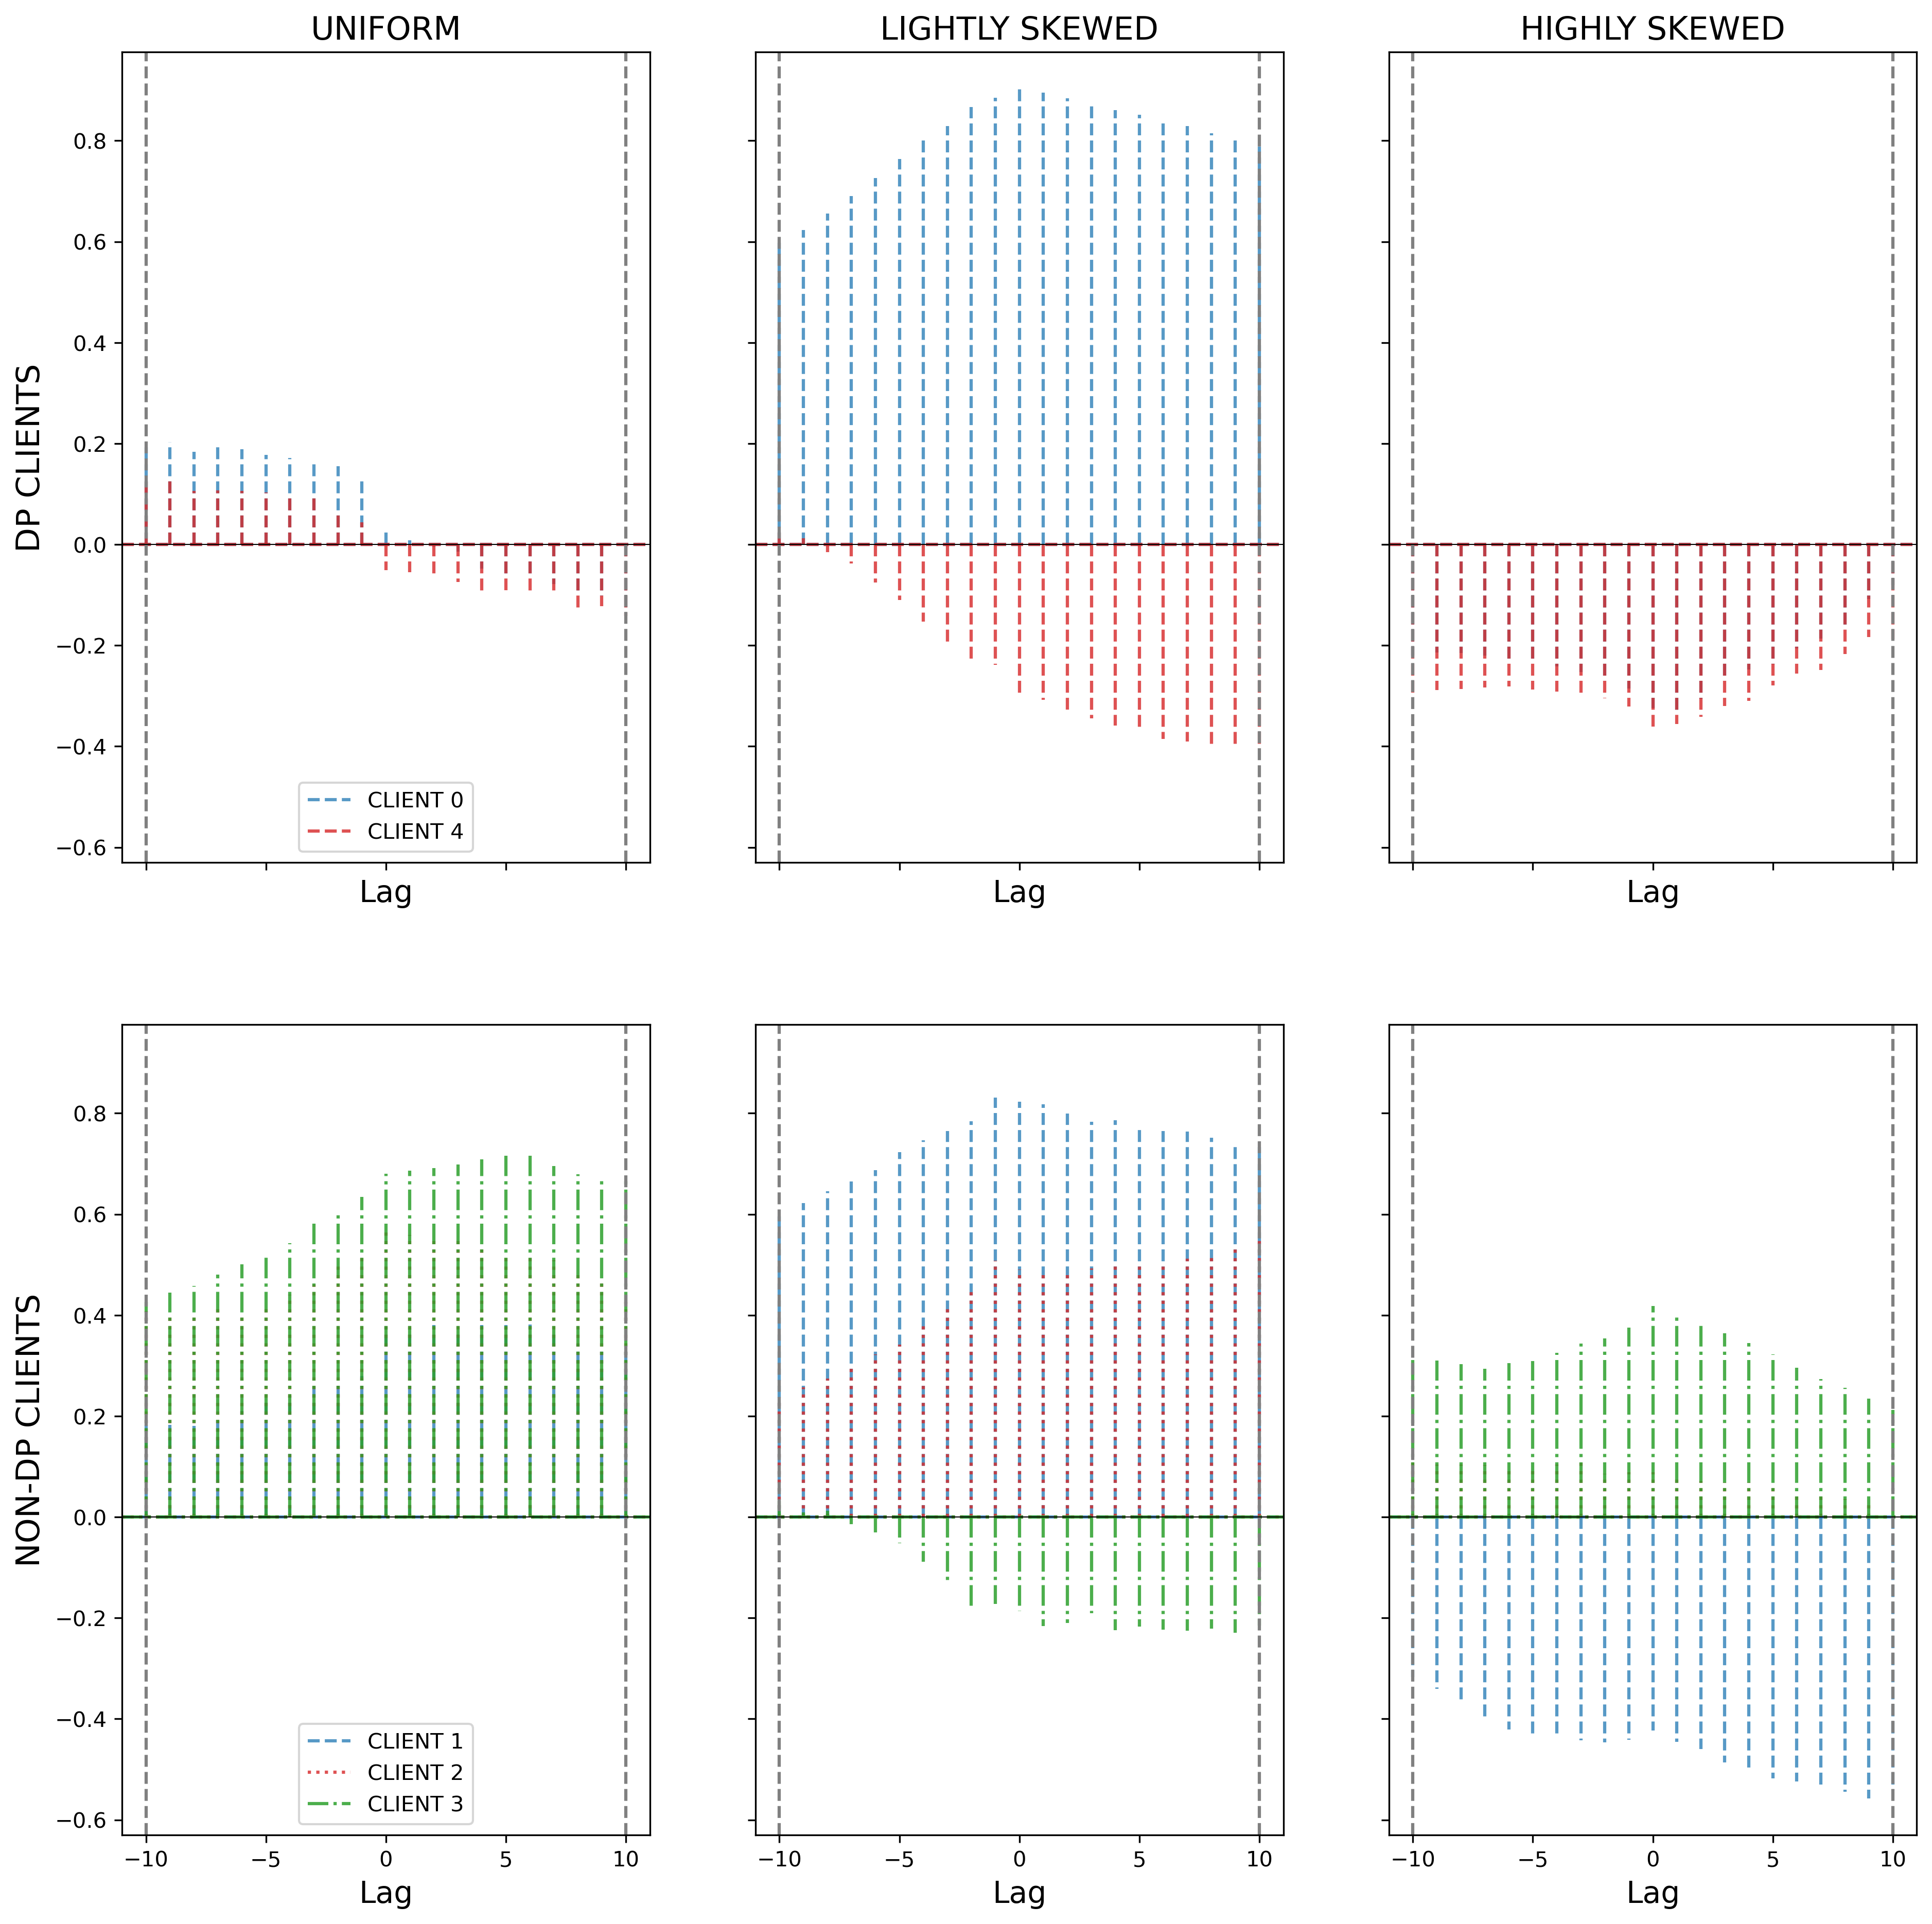 UNIFORM
LIGHTLY SKEWED
HIGHLY SKEWED
DP CLIENTS
0.8
0.6
0.4
0.2
0.0
−0.2
−0.4
−0.6
CLIENT 0
CLIENT 4
Lag
Lag
Lag
NON-DP CLIENTS
0.8
0.6
0.4
0.2
0.0
−0.2
−0.4
−0.6
CLIENT 1
CLIENT 2
CLIENT 3
−10 −5 0 5 10
−10 −5 0 5 10
−10 −5 0 5 10
Lag
Lag
Lag